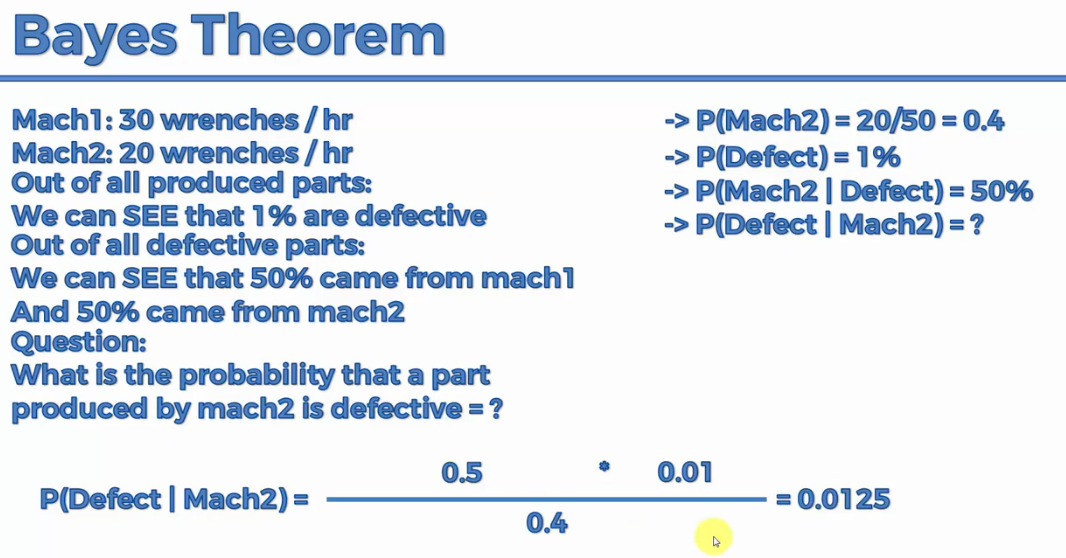 Bayes Theorem
Mach1: 30 wrenches / hr
Mach2: 20 wrenches / hr
Out of all produced parts:
We can SEE that 1% are defective
Out of all defective parts:
We can SEE that 50% came from mach1
And 50% came from mach2
Question:
What is the probability that a part
produced by mach2 is defective = ?
-> P(Mach2) = 20/50 = 0.4
-> P(Defect) = 1%
-> P(Mach2 | Defect) = 50%
-> P(Defect | Mach2) = ?
0.5 * 0.01
P(Defect | Mach2) = = 0.0125
0.4